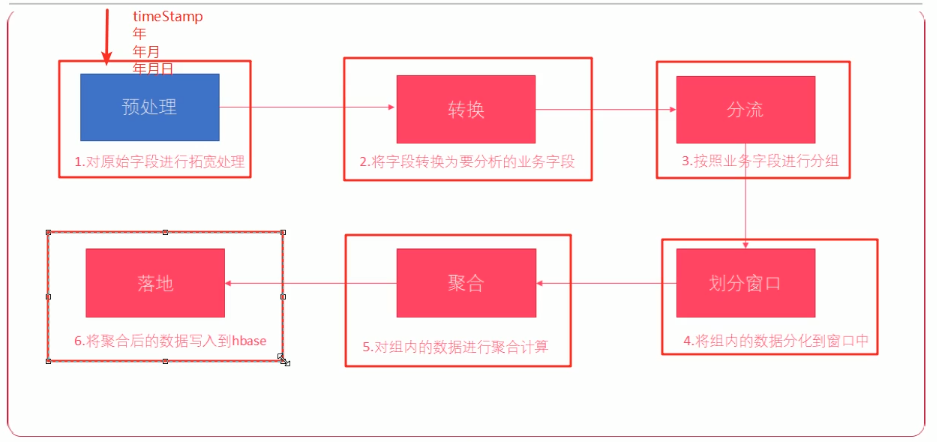 timeStamp
年
年月
年月日
预处理
1.对原始字段进行拓宽处理
转换
2.将字段转换为要分析的业务字段
分流
3.按照业务字段进行分组
划分窗口
4.将组内的数据分化到窗口中
聚合
5.对组内的数据进行聚合计算
落地
6.将聚合后的数据写入到hbase